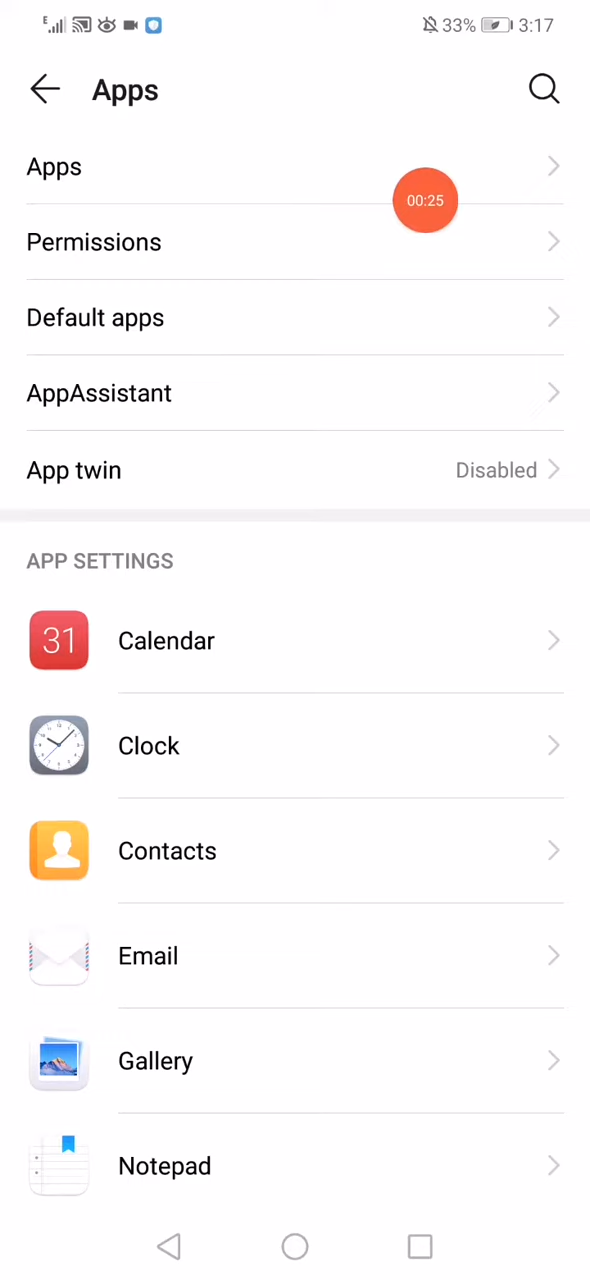 E 33% 3:17
Apps
Apps
00:25
Permissions
Default apps
AppAssistant
App twin Disabled
APP SETTINGS
31 Calendar
Clock
Contacts
Email
Gallery
Notepad